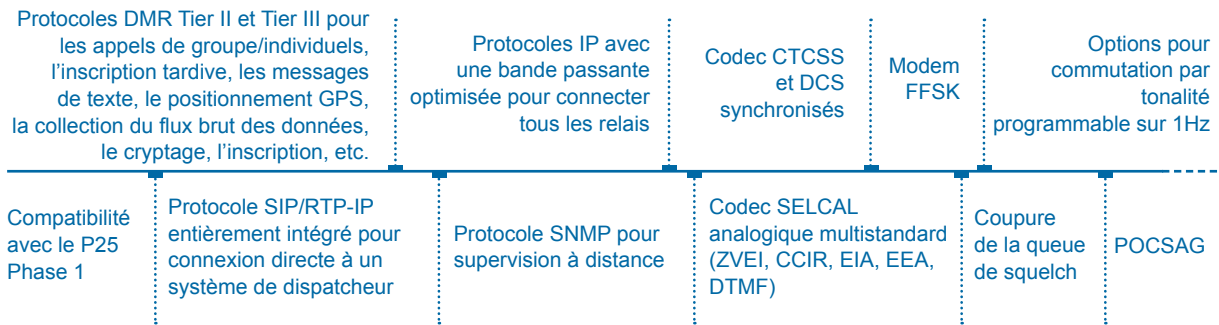 Protocoles DMR Tier II et Tier III pour
les appels de groupe/individuels,
l’inscription tardive, les messages
de texte, le positionnement GPS,
la collection du flux brut des données,
le cryptage, l’inscription, etc.
Protocoles IP avec
une bande passante
optimisée pour connecter
tous les relais
Codec CTCSS
et DCS
synchronisés
Modem
FFSK
Options pour
commutation par
tonalité
programmable sur 1Hz
Compatibilité
avec le P25
Phase 1
Protocole SIP/RTP-IP
entièrement intégré pour
connexion directe à un
système de dispatcheur
Protocole SNMP pour
supervision à distance
Codec SELCAL
analogique multistandard
(ZVEI, CCIR, EIA, EEA,
DTMF)
Coupure
de la queue
de squelch
POCSAG